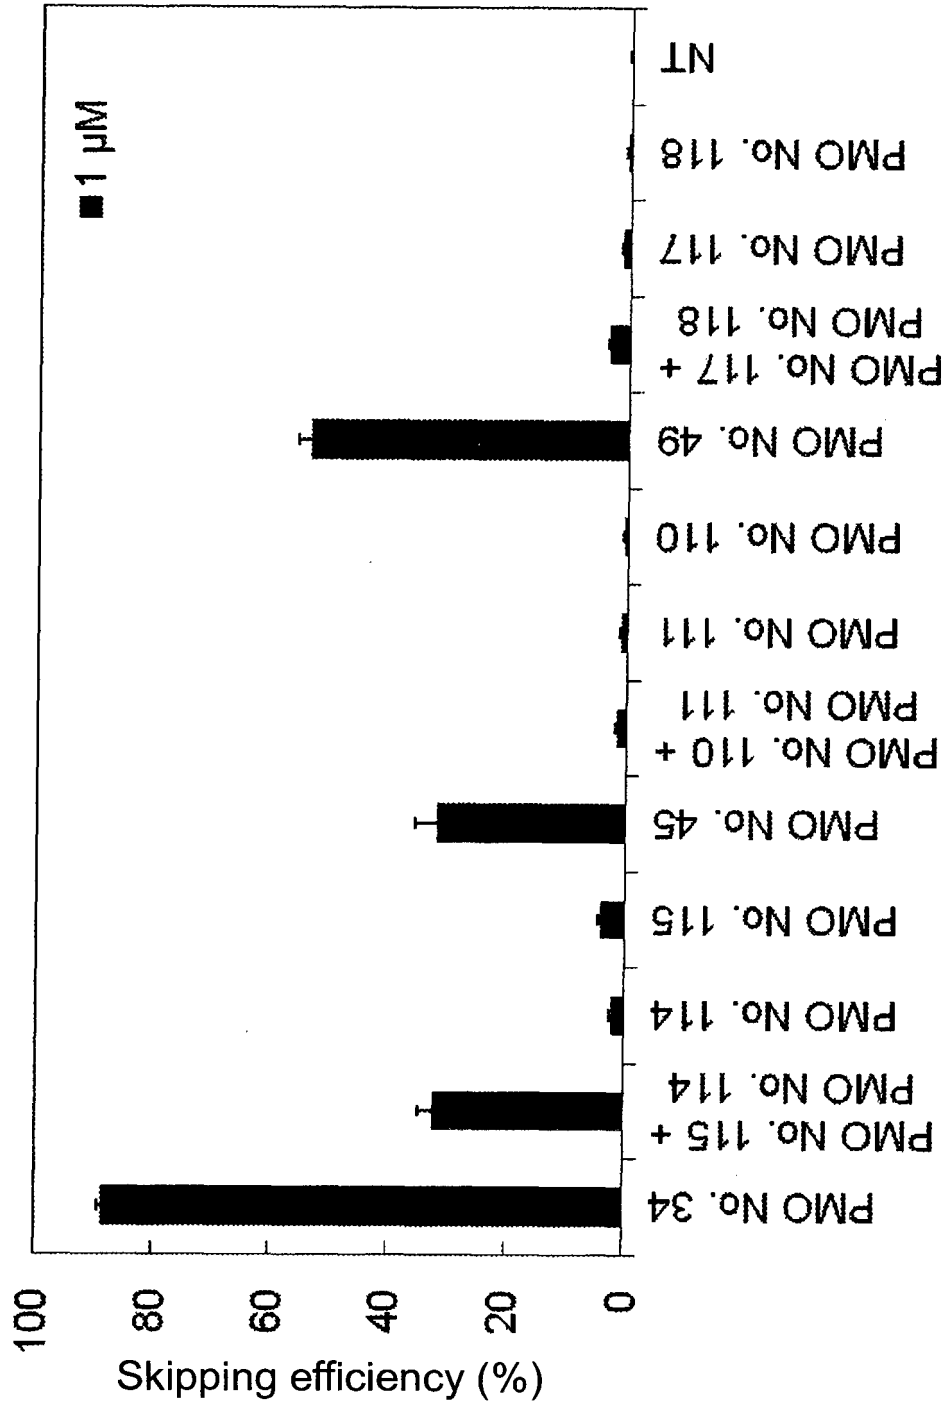 1 µM
100
80
60
40
20
0
Skipping efficiency (%)
PMO No. 34
PMO No. 115 +
PMO No. 114
PMO No. 114
PMO No. 115
PMO No. 45
PMO No. 110 +
PMO No. 111
PMO No. 111
PMO No. 110
PMO No. 49
PMO No. 117 +
PMO No. 118
PMO No. 117
PMO No. 118
NT